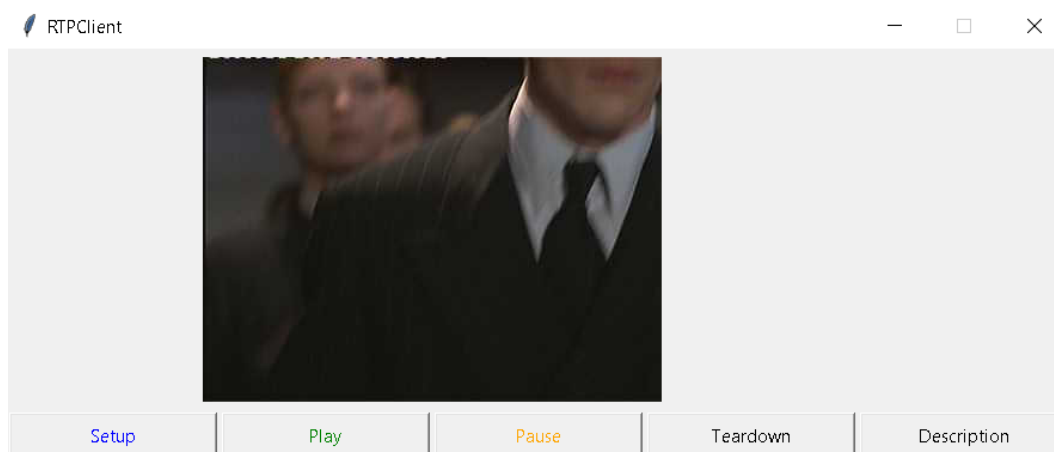 RTPClient
Setup
Play
Pause
Teardown
Description